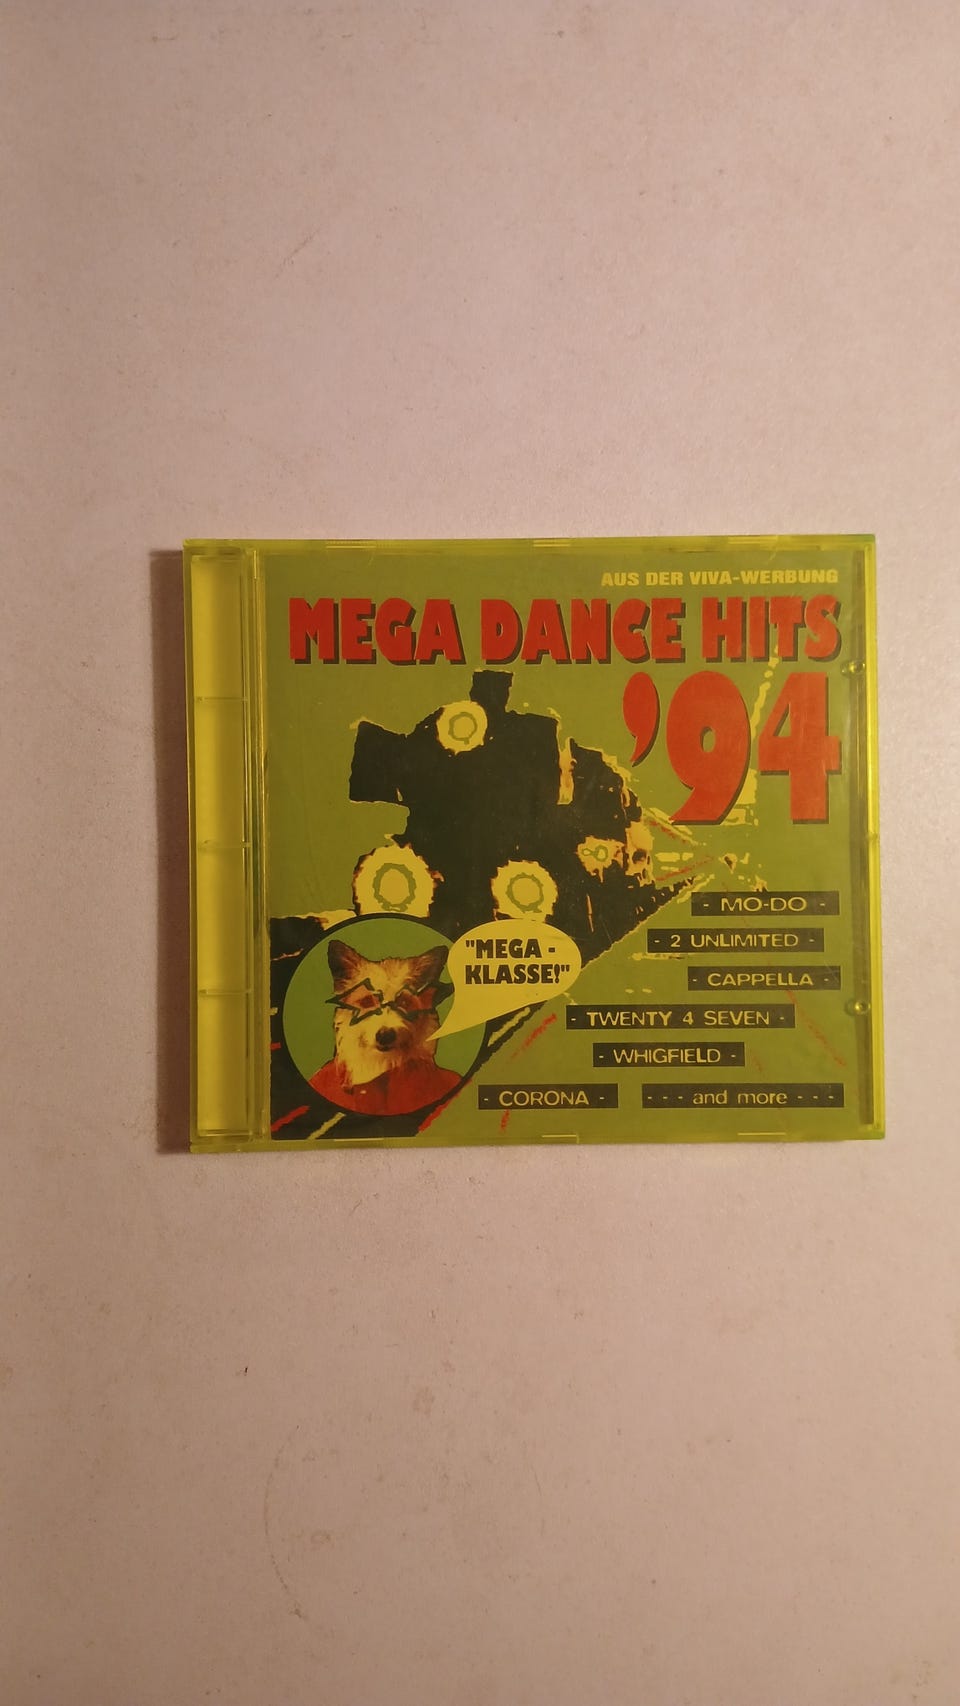 AUS DER VIVA-WERBUNG
MEGA DANCE HITS
'94
- MO-DO -
- 2 UNLIMITED -
"MEGA -
KLASSE!"
- CAPPELLA -
- TWENTY 4 SEVEN -
- WHIGFIELD -
- CORONA - - - - and more - - -